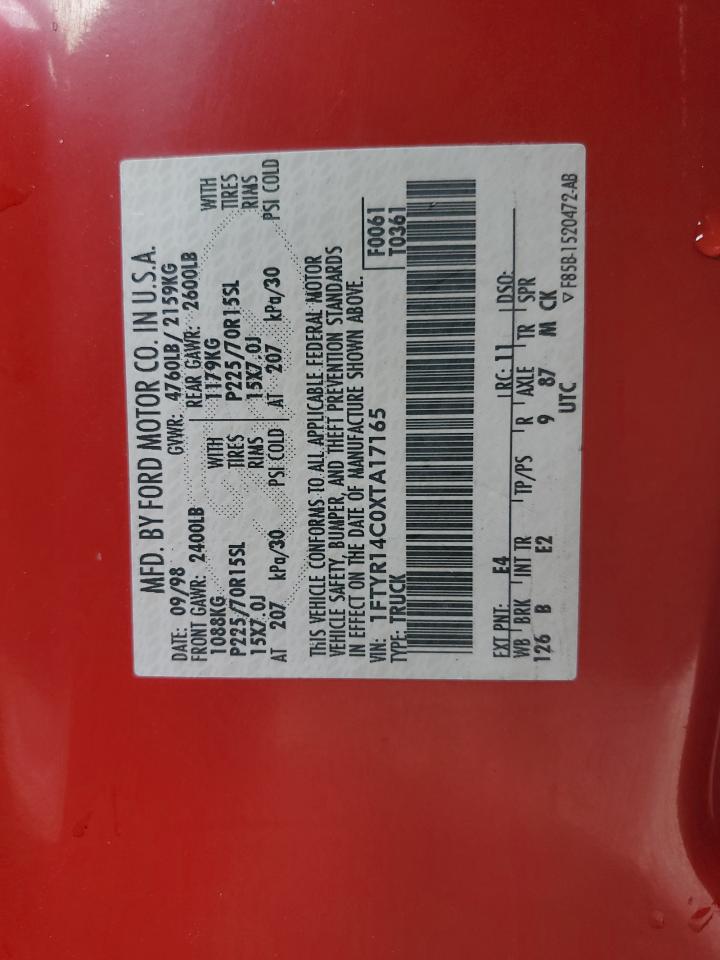 MFD. BY FORD MOTOR CO. IN U.S.A.
DATE: 09/98 GVWR: 4760LB/ 2159KG
FRONT GAWR: 2400LB REAR GAWR: 2600LB
1088KG WITH 1179KG WITH
P225/70R15SL TIRES P225/70R15SL TIRES
15X7.0J RIMS 15X7.0J RIMS
AT 207 kPa/30 PSI COLD AT 207 kPa/30 PSI COLD
THIS VEHICLE CONFORMS TO ALL APPLICABLE FEDERAL MOTOR
VEHICLE SAFETY, BUMPER, AND THEFT PREVENTION STANDARDS
IN EFFECT ON THE DATE OF MANUFACTURE SHOWN ABOVE.
VIN: 1FTYR14C0XTA17165 F0061
TYPE: TRUCK T0361
EXT PNT: E4 RC: 11 DSO:
WB BRK INT TR TP/PS R AXLE TR SPR
126 B E2 9 87 M CK
UTC ▽ F85B-1520472-AB